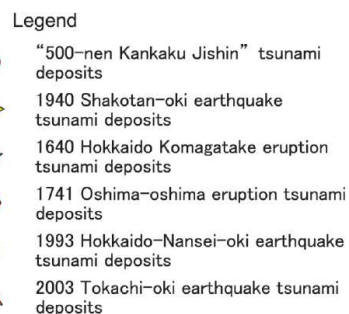 Legend
“500-nen Kankaku Jishin” tsunami
deposits
1940 Shakotan-oki earthquake
tsunami deposits
1640 Hokkaido Komagatake eruption
tsunami deposits
1741 Oshima-oshima eruption tsunami
deposits
1993 Hokkaido-Nansei-oki earthquake
tsunami deposits
2003 Tokachi-oki earthquake tsunami
deposits